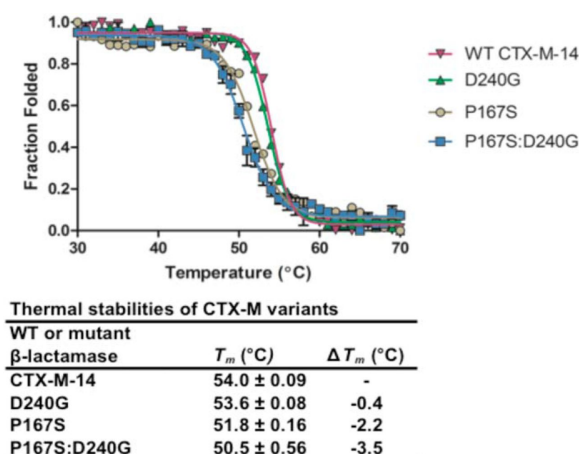 1.0
0.8
0.6
0.4
0.2
0.0
Fraction Folded
30 40 50 60 70
Temperature (°C)
WT CTX-M-14
D240G
P167S
P167S:D240G
Thermal stabilities of CTX-M variants
WT or mutant
β-lactamase Tm (°C) Δ Tm (°C)
CTX-M-14 54.0 ± 0.09 -
D240G 53.6 ± 0.08 -0.4
P167S 51.8 ± 0.16 -2.2
P167S:D240G 50.5 ± 0.56 -3.5